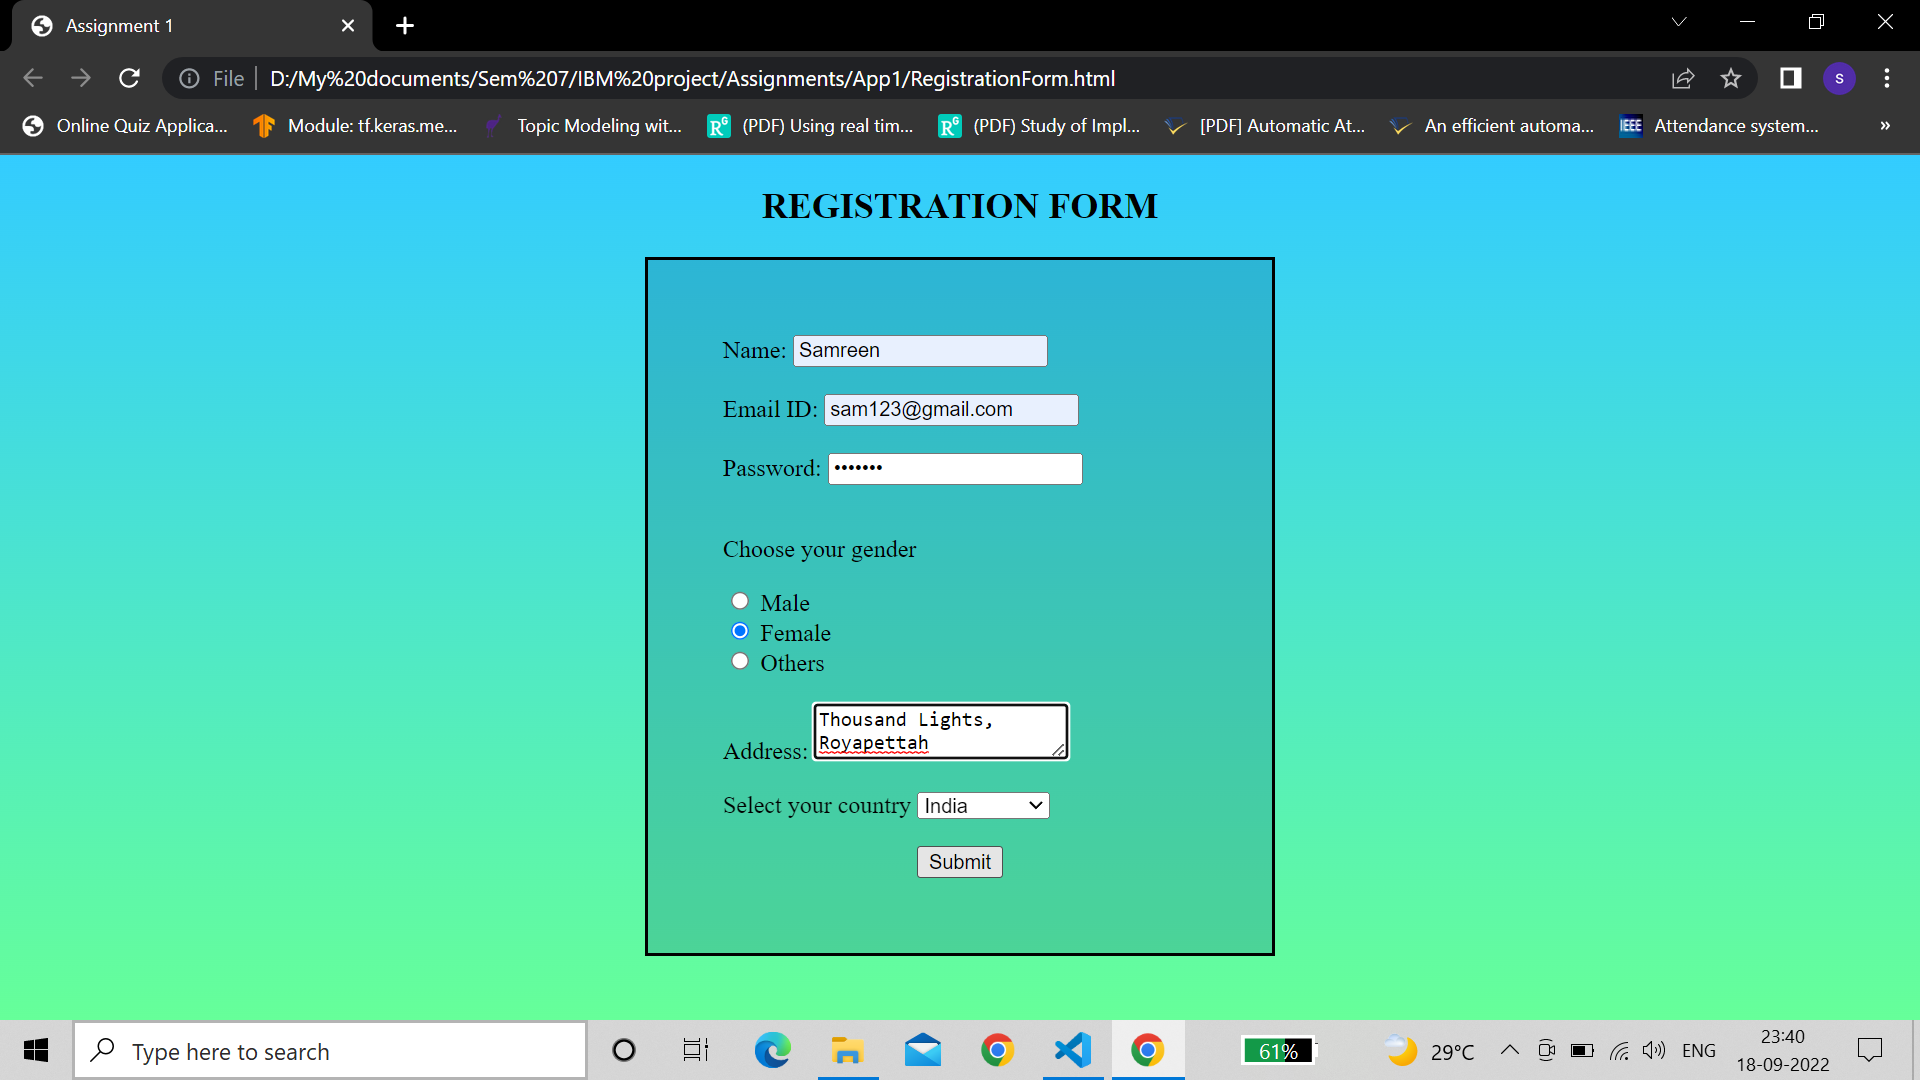 Assignment 1
File D:/My%20documents/Sem%207/IBM%20project/Assignments/App1/RegistrationForm.html
S
Online Quiz Applica... Module: tf.keras.me... Topic Modeling wit... RG (PDF) Using real tim... RG (PDF) Study of Impl... [PDF] Automatic At... An efficient automa... IEEE Attendance system... »
REGISTRATION FORM
Name: Samreen
Email ID: sam123@gmail.com
Password: •••••••
Choose your gender
Male
Female
Others
Thousand Lights,
Royapettah
Address:
Select your country India
Submit
Type here to search
61%
29°C
ENG
23:40
18-09-2022